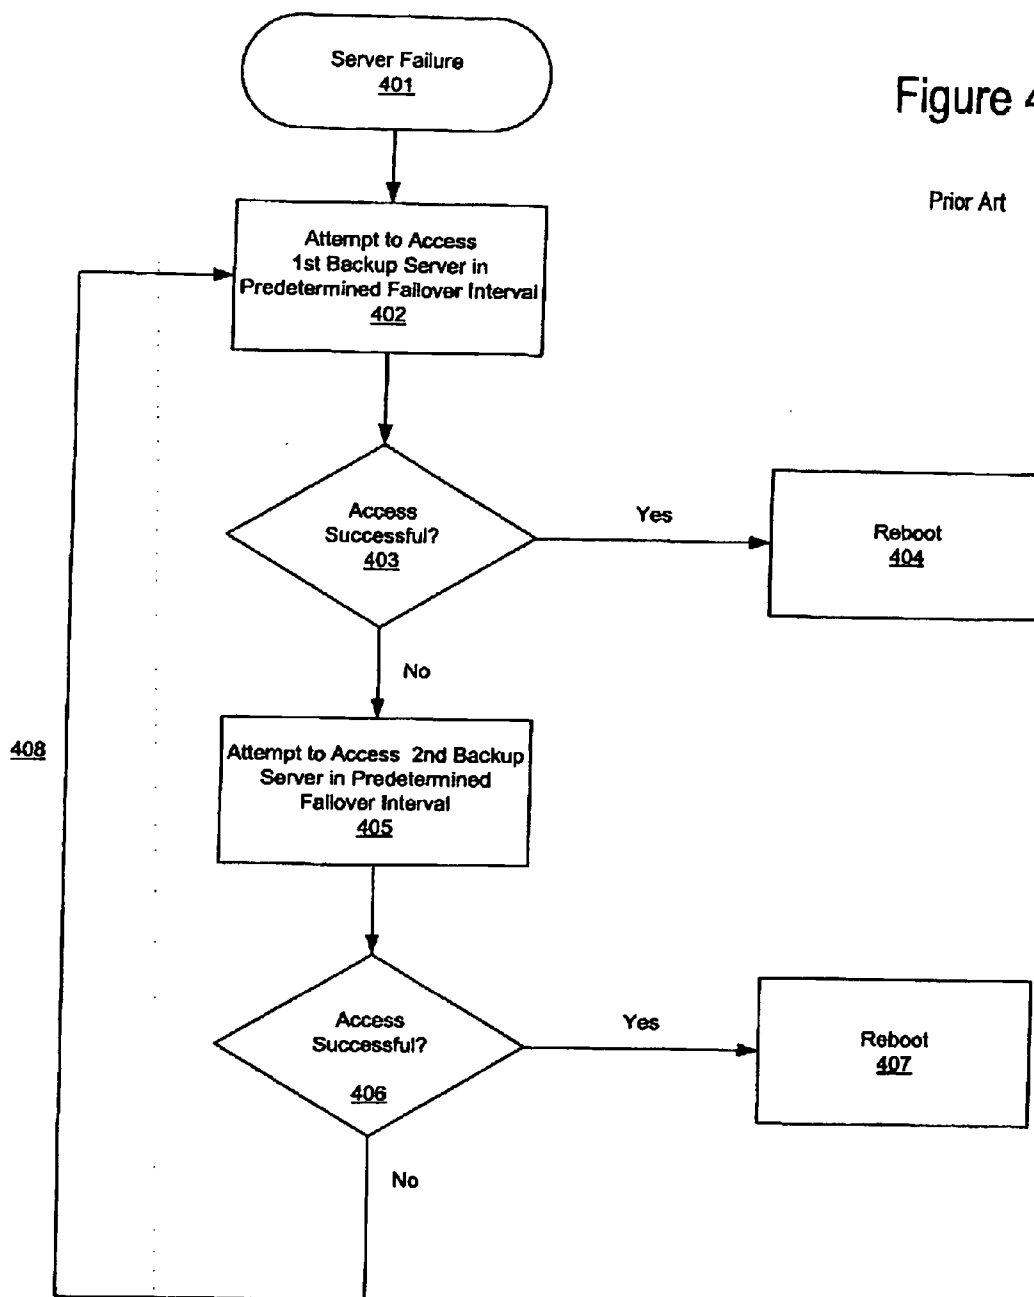 Server Failure
401
Figure 4
Prior Art
Attempt to Access
1st Backup Server in
Predetermined Failover Interval
402
Access
Successful?
403
Yes
Reboot
404
No
408
Attempt to Access 2nd Backup
Server in Predetermined
Failover Interval
405
Access
Successful?
406
Yes
Reboot
407
No